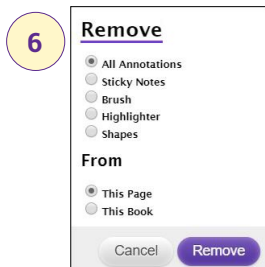 6
Remove
All Annotations
Sticky Notes
Brush
Highlighter
Shapes
From
This Page
This Book
Cancel Remove